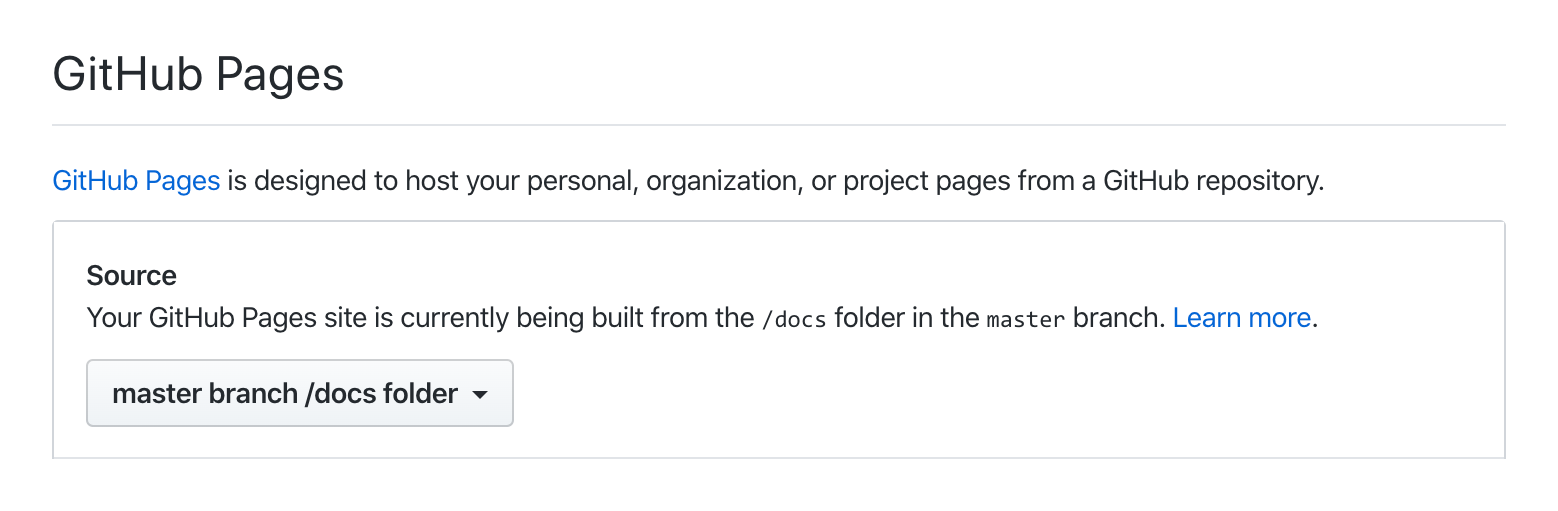 GitHub Pages
GitHub Pages is designed to host your personal, organization, or project pages from a GitHub repository.
Source
Your GitHub Pages site is currently being built from the /docs folder in the master branch. Learn more.
master branch /docs folder